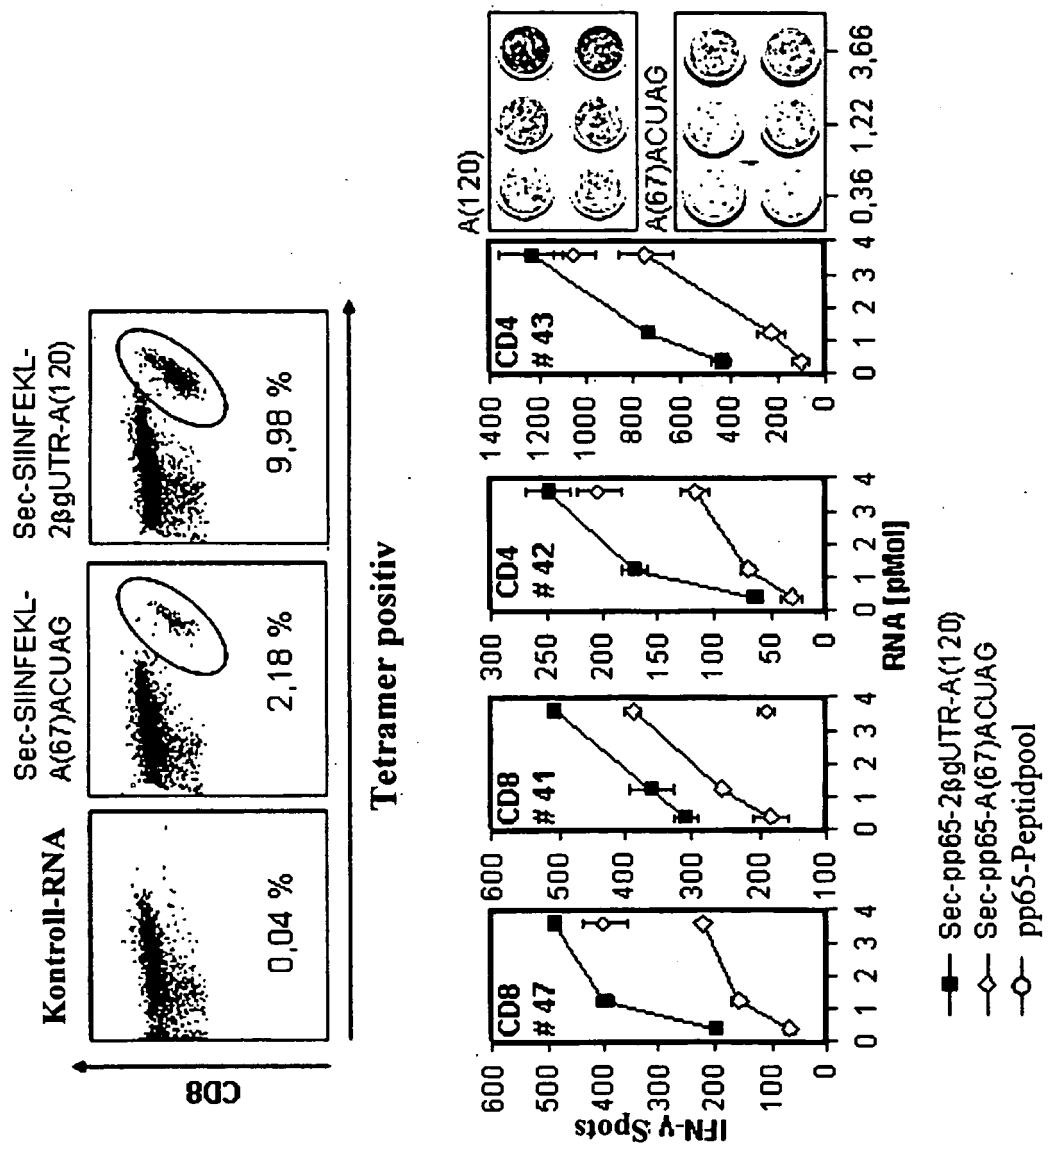 Kontroll-RNA
Sec-SIINFEKL-
A(67)ACUAG
Sec-SIINFEKL-
2βgUTR-A(120)
CD8
0,04 %
2,18 %
9,98 %
Tetramer positiv
IFN-γ Spots
600
500
400
300
200
100
0
CD8
#47
0 1 2 3 4
600
500
400
300
200
100
CD8
#41
0 1 2 3 4
300
250
200
150
100
50
0
CD4
#42
0 1 2 3 4
1400
1200
1000
800
600
400
200
0
CD4
#43
0 1 2 3 4
A(120)
A(67)ACUAG
0,36 1,22 3,66
RNA [pMol]
Sec-pp65-2βgUTR-A(120)
Sec-pp65-A(67)ACUAG
pp65-Peptidpool